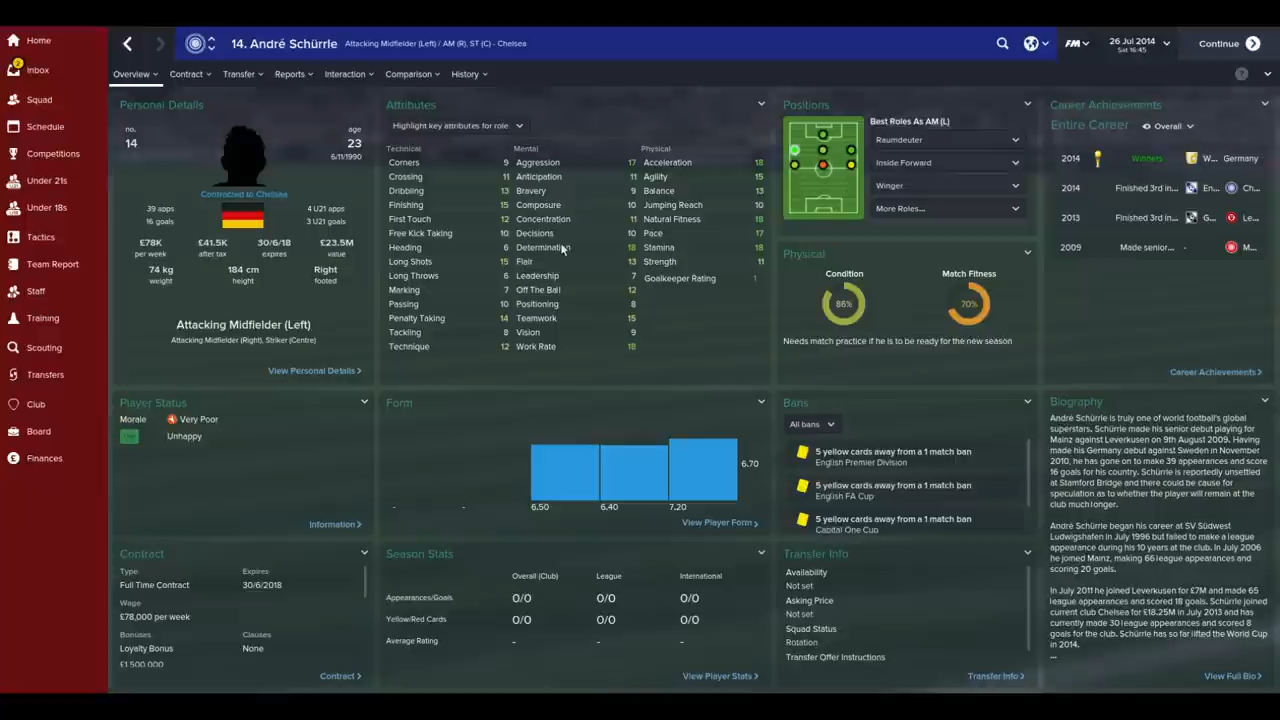 Home
2
Inbox
Squad
Schedule
Competitions
Under 21s
Under 18s
Tactics
Team Report
Staff
Training
Scouting
Transfers
Club
Board
Finances
14. André Schürrle Attacking Midfielder (Left) / AM (R), ST (C) - Chelsea
FM
26 Jul 2014
Sat 16:45
Continue
Overview Contract Transfer Reports Interaction Comparison History
?
Personal Details
no.
14
age
23
6/11/1990
Contracted to Chelsea
39 apps
16 goals
4 U21 apps
3 U21 goals
£78K £41.5K 30/6/18 £23.5M
per week after tax expires value
74 kg 184 cm Right
weight height footed
Attacking Midfielder (Left)
Attacking Midfielder (Right), Striker (Centre)
View Personal Details >
Attributes
Highlight key attributes for role
Technical Mental Physical
Corners 9 Aggression 17 Acceleration 18
Crossing 11 Anticipation 11 Agility 15
Dribbling 13 Bravery 9 Balance 13
Finishing 15 Composure 10 Jumping Reach 10
First Touch 12 Concentration 11 Natural Fitness 18
Free Kick Taking 10 Decisions 10 Pace 17
Heading 6 Determination 18 Stamina 18
Long Shots 15 Flair 13 Strength 11
Long Throws 6 Leadership 7 Goalkeeper Rating 1
Marking 7 Off The Ball 12
Passing 10 Positioning 8
Penalty Taking 14 Teamwork 15
Tackling 8 Vision 9
Technique 12 Work Rate 18
Positions
Best Roles As AM (L)
Raumdeuter
Inside Forward
Winger
More Roles...
Physical
Condition Match Fitness
86% 70%
Needs match practice if he is to be ready for the new season
Career Achievements
Entire Career Overall
2014 Winners W... Germany
2014 Finished 3rd in... En... Ch...
2013 Finished 3rd in... G... Le...
2009 Made senior... - M...
Career Achievements >
Player Status
Morale Very Poor
Unhappy
Information >
Form
- - 6.50 6.40 7.20
6.70
View Player Form >
Bans
All bans
5 yellow cards away from a 1 match ban
English Premier Division
5 yellow cards away from a 1 match ban
English FA Cup
5 yellow cards away from a 1 match ban
Capital One Cup
Biography
André Schürrle is truly one of world football's global
superstars. Schürrle made his senior debut playing for
Mainz against Leverkusen on 9th August 2009. Having
made his Germany debut against Sweden in November
2010, he has gone on to make 39 appearances and score
16 goals for his country. Schürrle is reportedly unsettled
at Stamford Bridge and there could be cause for
speculation as to whether the player will remain at the
club much longer.
André Schürrle began his career at SV Südwest
Ludwigshafen in July 1996 but failed to make a league
appearance during his 10 years at the club. In July 2006
he joined Mainz, making 66 league appearances and
scoring 20 goals.
In July 2011 he joined Leverkusen for £7M and made 65
league appearances and scored 18 goals. Schürrle joined
current club Chelsea for £18.25M in July 2013 and has
currently made 30 league appearances and scored 8
goals for the club. Schürrle has so far lifted the World Cup
in 2014.
...
View Full Bio >
Contract
Type Expires
Full Time Contract 30/6/2018
Wage
£78,000 per week
Bonuses Clauses
Loyalty Bonus None
£1,500,000
Contract >
Season Stats
Overall (Club) League International
Appearances/Goals 0/0 0/0 0/0
Yellow/Red Cards 0/0 0/0 0/0
Average Rating - - -
View Player Stats >
Transfer Info
Availability
Not set
Asking Price
Not set
Squad Status
Rotation
Transfer Offer Instructions
Transfer Info >